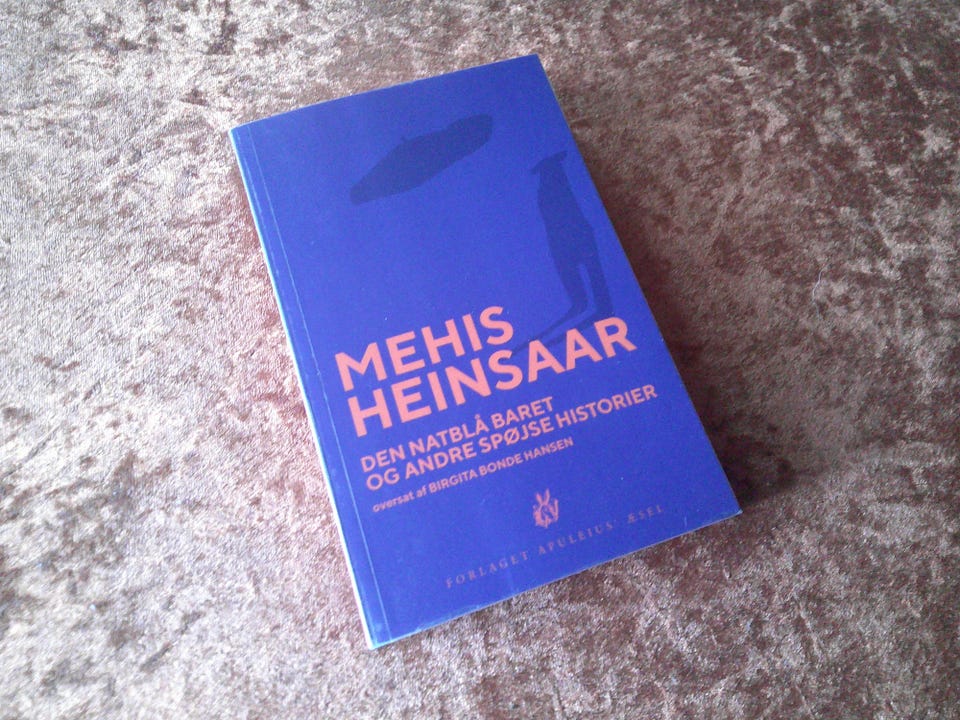 MEHIS
HEINSAAR
DEN NATBLÅ BARET
OG ANDRE SPØJSE HISTORIER
oversat af BIRGITA BONDE HANSEN
FORLAGET APULEIUS' ÆSEL